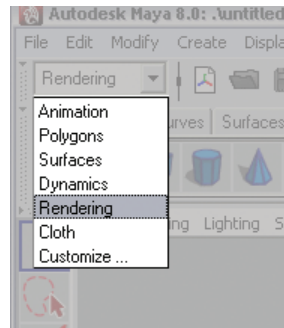 Autodesk Maya 8.0: .\untitled
File Edit Modify Create Displa
Rendering
urves Surfaces
Animation
Polygons
Surfaces
Dynamics
Rendering
Cloth
Customize ...
ing Lighting S